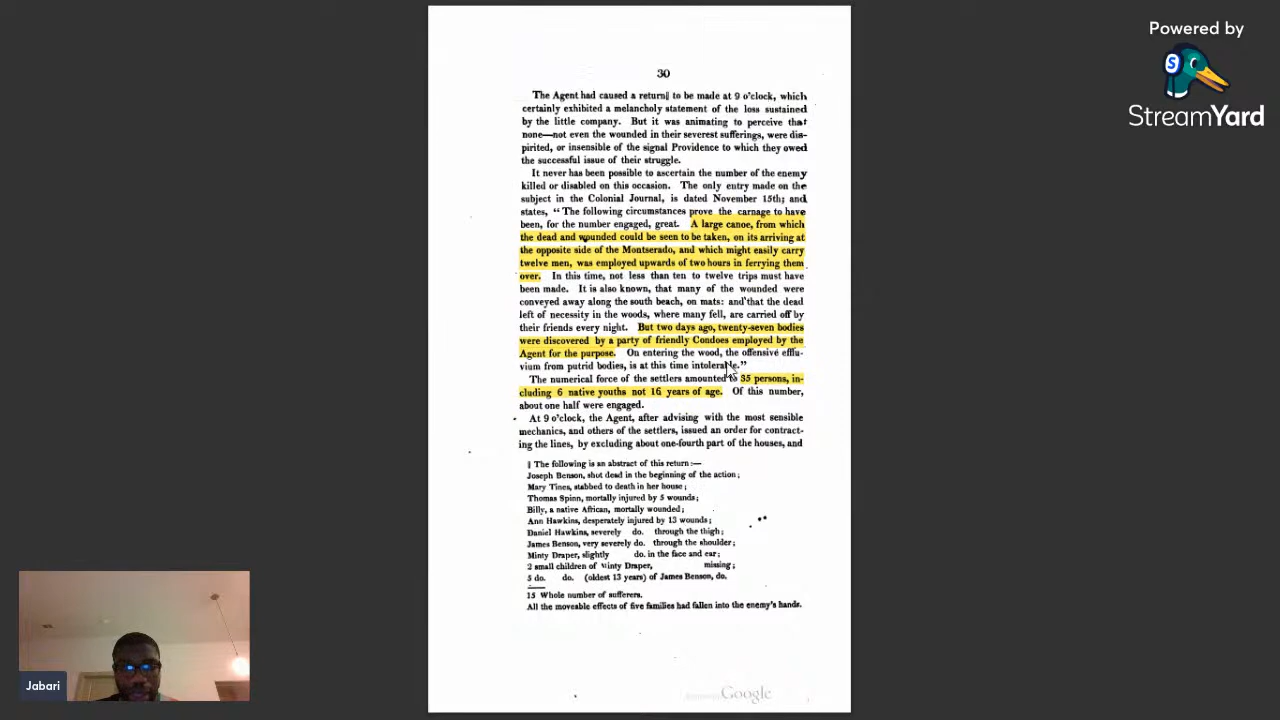 Powered by
StreamYard
30
The Agent had caused a return‖ to be made at 9 o'clock, which
certainly exhibited a melancholy statement of the loss sustained
by the little company. But it was animating to perceive that
none—not even the wounded in their severest sufferings, were dis-
pirited, or insensible of the signal Providence to which they owed
the successful issue of their struggle.
It never has been possible to ascertain the number of the enemy
killed or disabled on this occasion. The only entry made on the
subject in the Colonial Journal, is dated November 15th; and
states, "The following circumstances prove the carnage to have
been, for the number engaged, great. A large canoe, from which
the dead and wounded could be seen to be taken, on its arriving at
the opposite side of the Montserado, and which might easily carry
twelve men, was employed upwards of two hours in ferrying them
over. In this time, not less than ten to twelve trips must have
been made. It is also known, that many of the wounded were
conveyed away along the south beach, on mats: and that the dead
left of necessity in the woods, where many fell, are carried off by
their friends every night. But two days ago, twenty-seven bodies
were discovered by a party of friendly Condoes employed by the
Agent for the purpose. On entering the wood, the offensive efflu-
vium from putrid bodies, is at this time intolerable."
The numerical force of the settlers amounted to 35 persons, in-
cluding 6 native youths not 16 years of age. Of this number,
about one half were engaged.
At 9 o'clock, the Agent, after advising with the most sensible
mechanics, and others of the settlers, issued an order for contract-
ing the lines, by excluding about one-fourth part of the houses, and
‖ The following is an abstract of this return:—
Joseph Benson, shot dead in the beginning of the action;
Mary Tines, stabbed to death in her house;
Thomas Spinn, mortally injured by 5 wounds;
Billy, a native African, mortally wounded;
Ann Hawkins, desperately injured by 13 wounds;
Daniel Hawkins, severely do. through the thigh;
James Benson, very severely do. through the shoulder;
Minty Draper, slightly do. in the face and ear;
2 small children of Minty Draper, missing;
5 do. do. (oldest 13 years) of James Benson, do.
15 Whole number of sufferers.
All the moveable effects of five families had fallen into the enemy's hands.
Google
Jabari